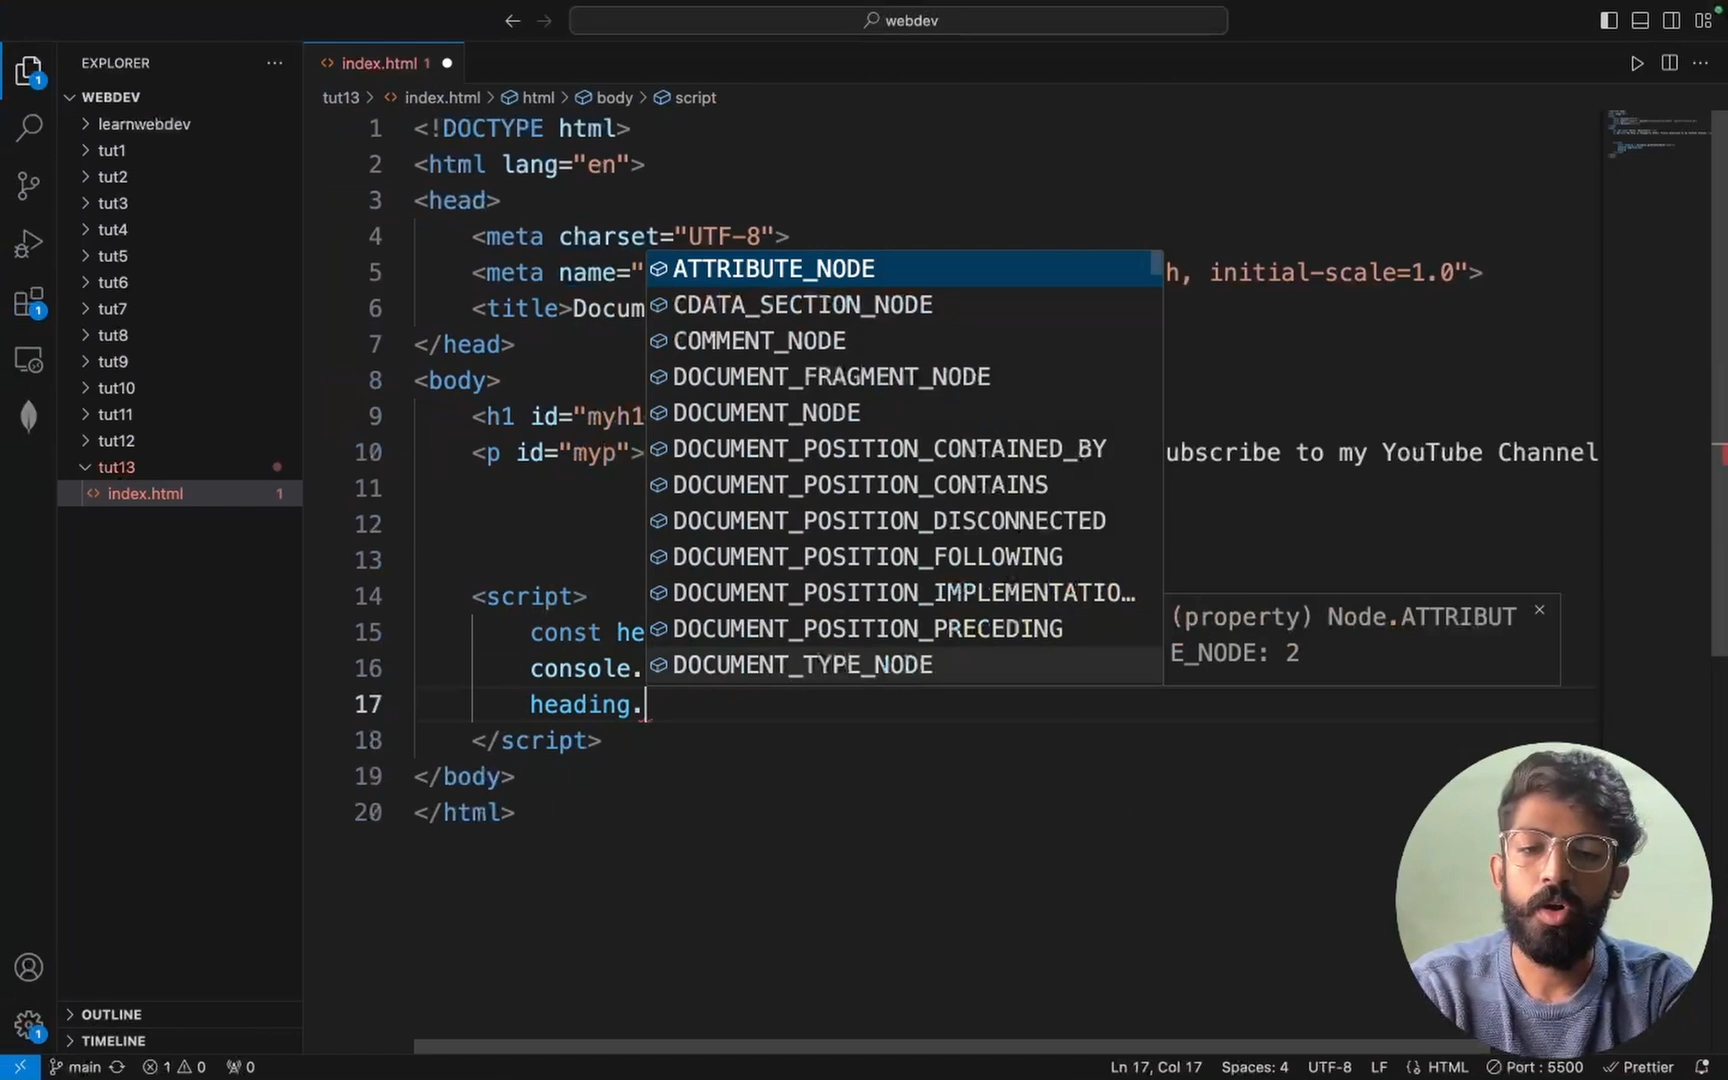 webdev
EXPLORER
index.html 1
WEBDEV
tut13 > index.html > html > body > script
learnwebdev
tut1
tut2
tut3
tut4
tut5
tut6
tut7
tut8
tut9
tut10
tut11
tut12
tut13
index.html 1
1 <!DOCTYPE html>
2 <html lang="en">
3 <head>
4 <meta charset="UTF-8">
5 <meta name=" h, initial-scale=1.0">
6 <title>Docum
7 </head>
8 <body>
9 <h1 id="myh1
10 <p id="myp"> ubscribe to my YouTube Channel
11
12
13
14 <script>
15 const he
16 console.
17 heading.
18 </script>
19 </body>
20 </html>
ATTRIBUTE_NODE
CDATA_SECTION_NODE
COMMENT_NODE
DOCUMENT_FRAGMENT_NODE
DOCUMENT_NODE
DOCUMENT_POSITION_CONTAINED_BY
DOCUMENT_POSITION_CONTAINS
DOCUMENT_POSITION_DISCONNECTED
DOCUMENT_POSITION_FOLLOWING
DOCUMENT_POSITION_IMPLEMENTATIO…
DOCUMENT_POSITION_PRECEDING
DOCUMENT_TYPE_NODE
(property) Node.ATTRIBUT
E_NODE: 2
OUTLINE
TIMELINE
main 1 0 0 Ln 17, Col 17 Spaces: 4 UTF-8 LF HTML Port : 5500 Prettier